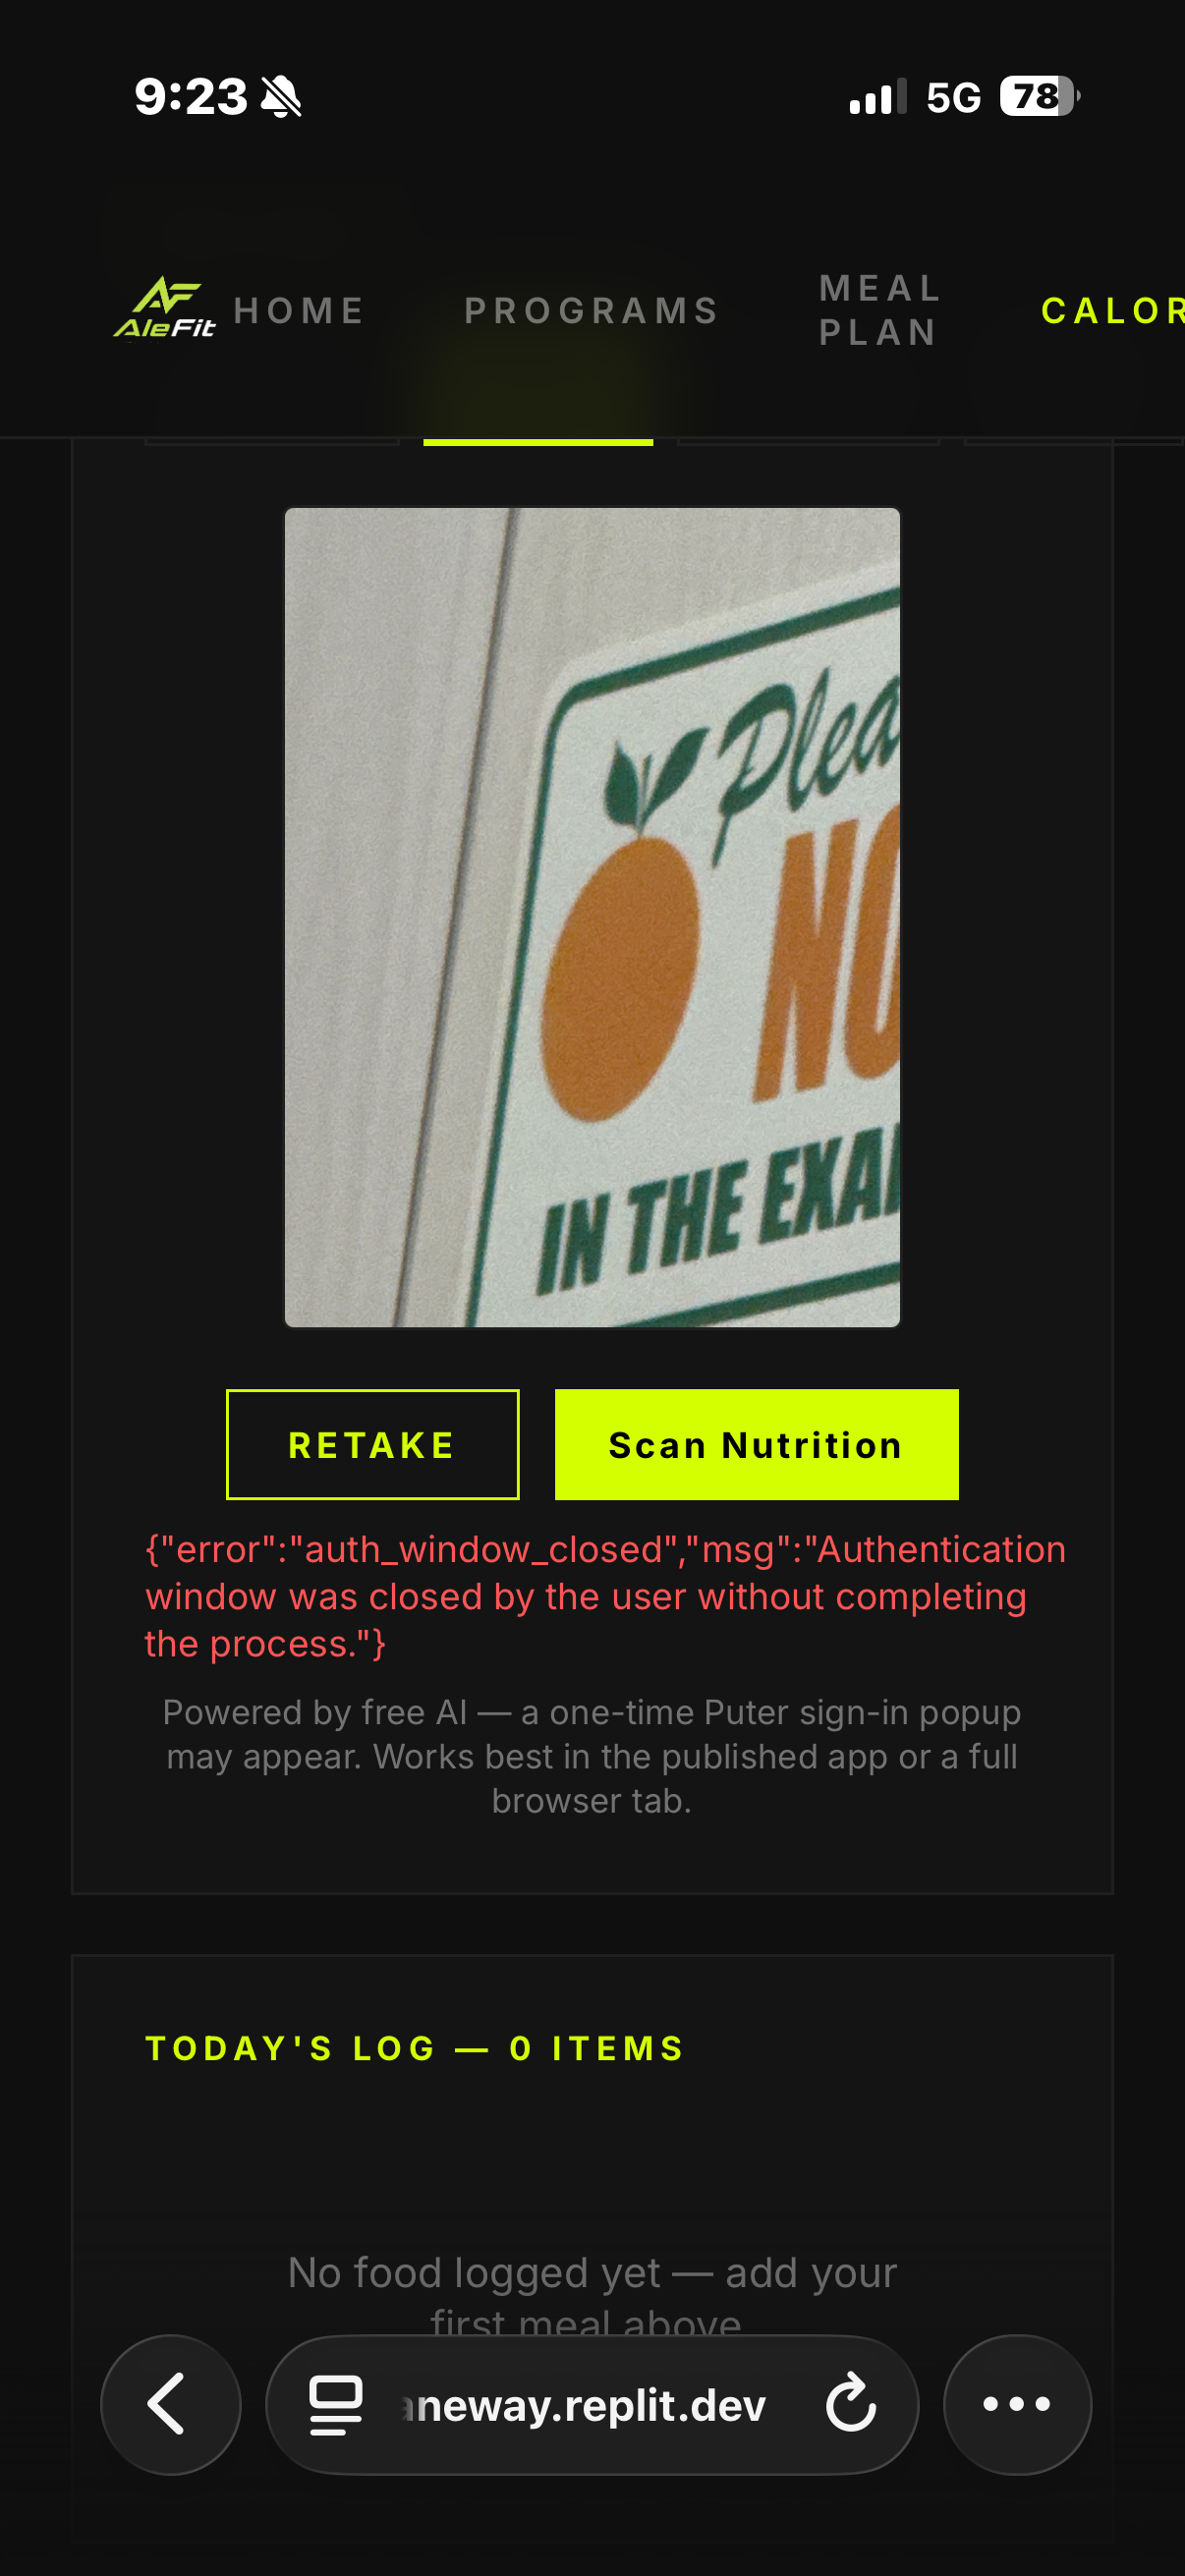 9:23
5G
78
AF
AleFit
HOME
PROGRAMS
MEAL
PLAN
CALOR
Plea
NO
IN THE EXA
RETAKE
Scan Nutrition
{"error":"auth_window_closed","msg":"Authentication
window was closed by the user without completing
the process."}
Powered by free AI — a one-time Puter sign-in popup
may appear. Works best in the published app or a full
browser tab.
TODAY'S LOG — 0 ITEMS
No food logged yet — add your
first meal above
neway.replit.dev